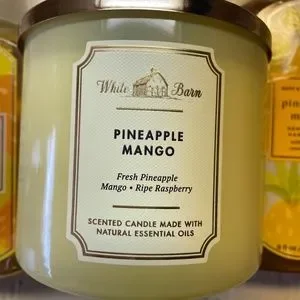 White Barn
PINEAPPLE
MANGO
Fresh Pineapple
Mango • Ripe Raspberry
SCENTED CANDLE MADE WITH
NATURAL ESSENTIAL OILS